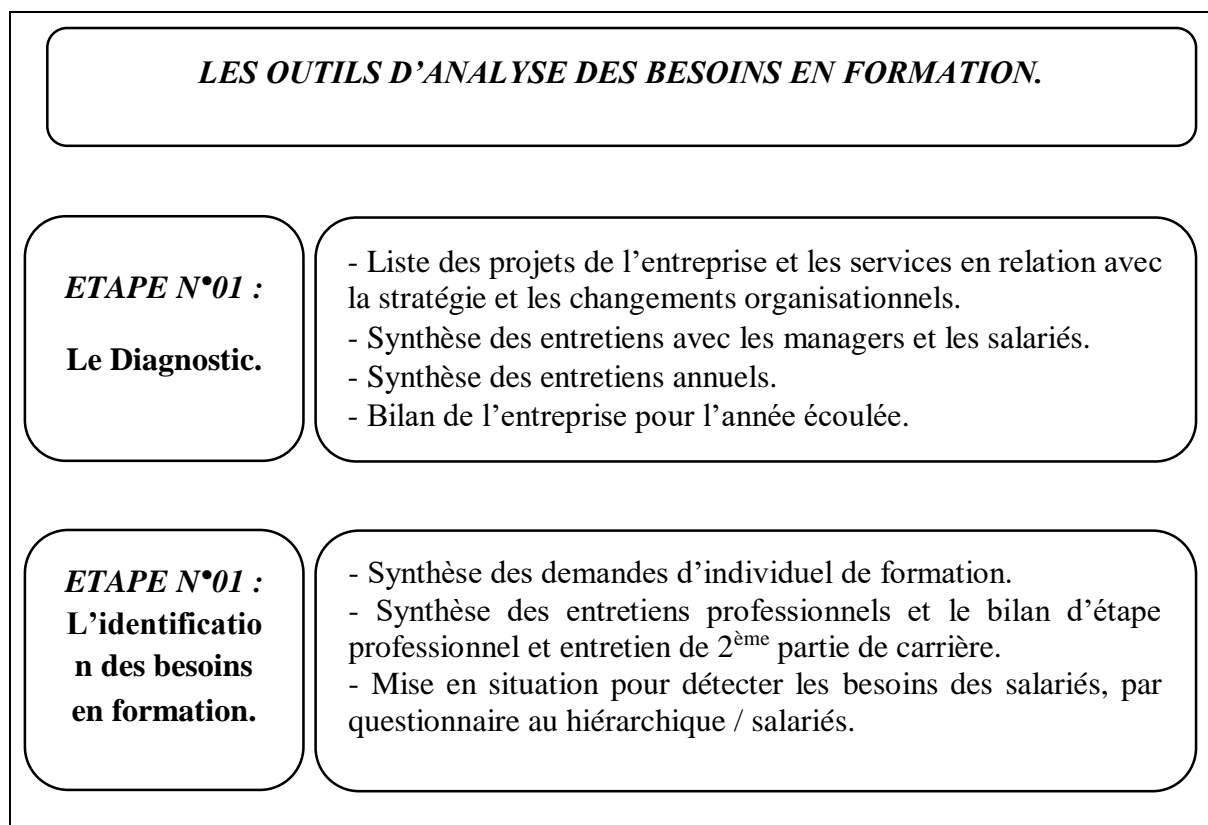 LES OUTILS D’ANALYSE DES BESOINS EN FORMATION.
ETAPE N°01 :
Le Diagnostic.
- Liste des projets de l’entreprise et les services en relation avec
la stratégie et les changements organisationnels.
- Synthèse des entretiens avec les managers et les salariés.
- Synthèse des entretiens annuels.
- Bilan de l’entreprise pour l’année écoulée.
ETAPE N°01 :
L’identificatio
n des besoins
en formation.
- Synthèse des demandes d’individuel de formation.
- Synthèse des entretiens professionnels et le bilan d’étape
professionnel et entretien de 2ème partie de carrière.
- Mise en situation pour détecter les besoins des salariés, par
questionnaire au hiérarchique / salariés.